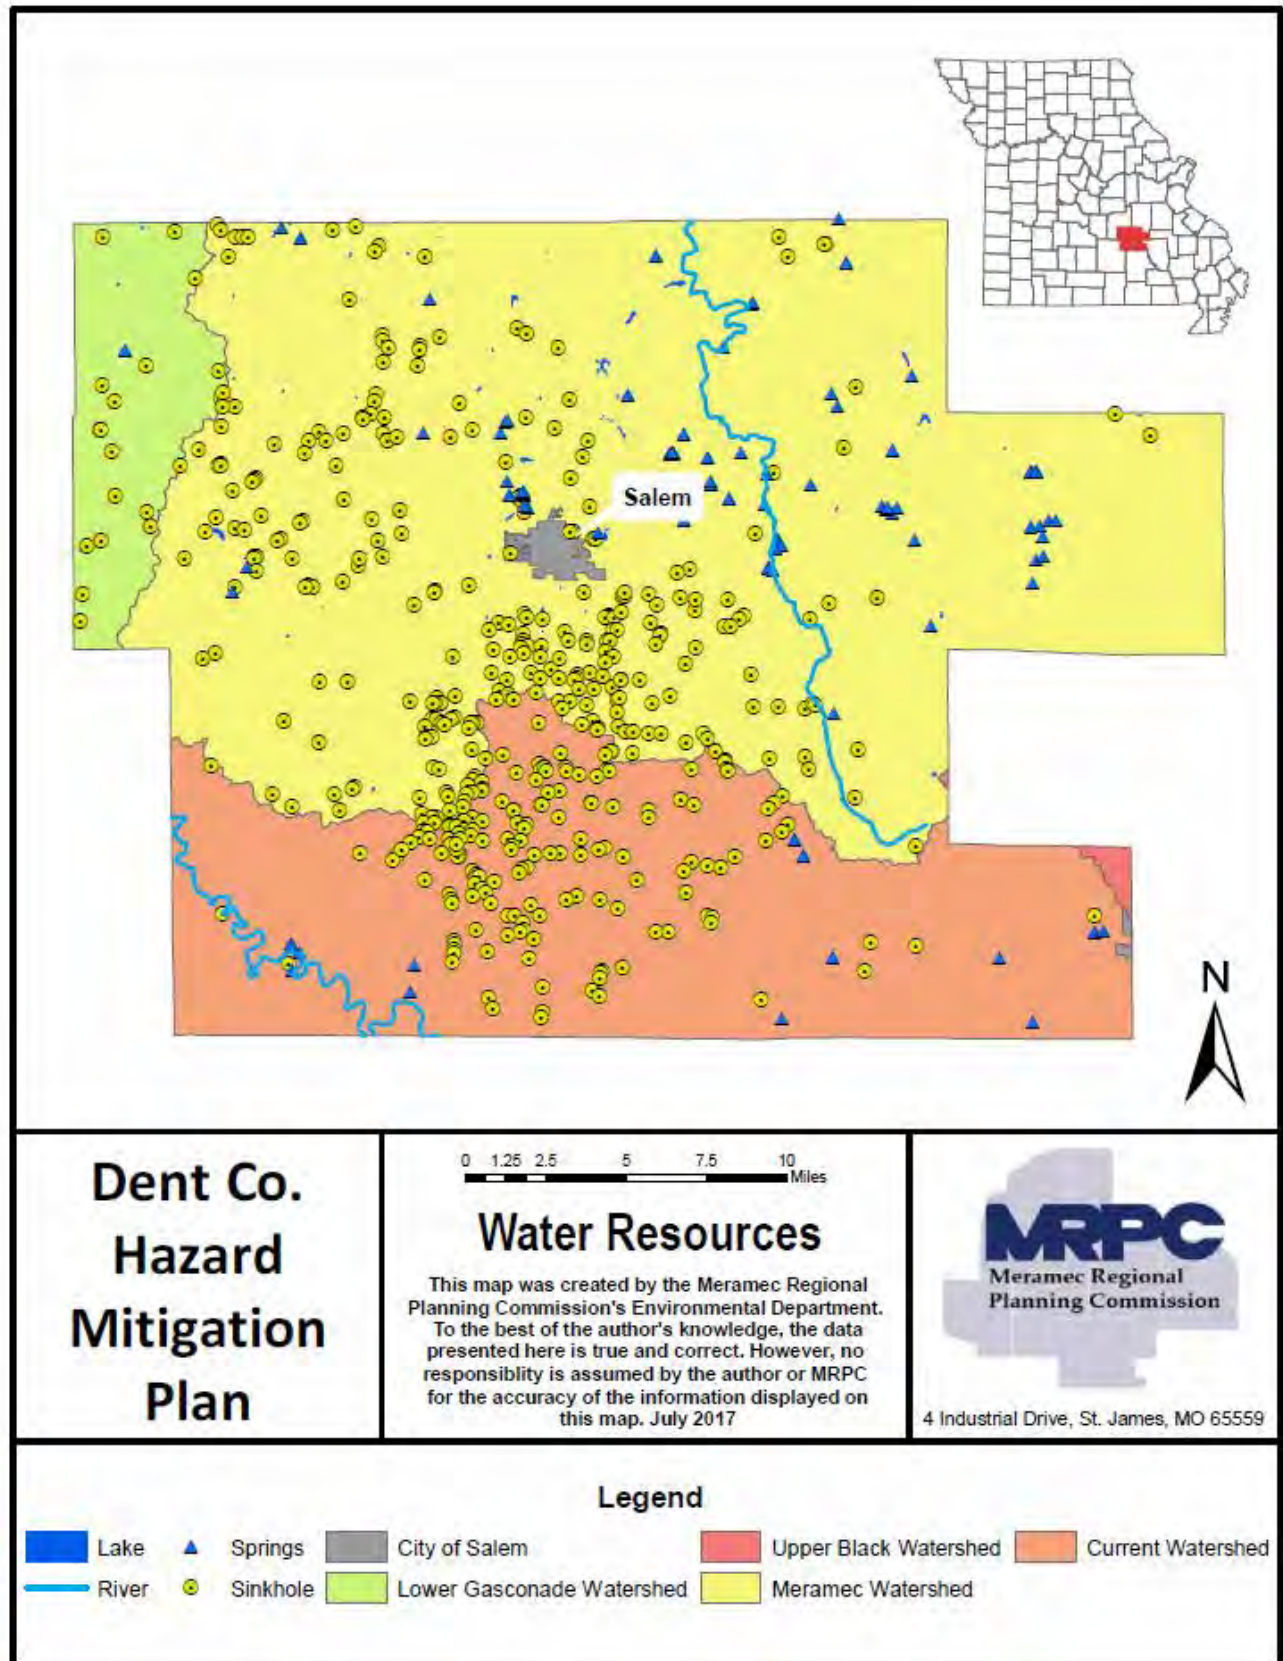 Salem
N
Dent Co.
Hazard
Mitigation
Plan
0 1.25 2.5 5 7.5 10
Miles
Water Resources
This map was created by the Meramec Regional
Planning Commission's Environmental Department.
To the best of the author's knowledge, the data
presented here is true and correct. However, no
responsiblity is assumed by the author or MRPC
for the accuracy of the information displayed on
this map. July 2017
MRPC
Meramec Regional
Planning Commission
4 Industrial Drive, St. James, MO 65559
Legend
Lake Springs City of Salem Upper Black Watershed Current Watershed
River Sinkhole Lower Gasconade Watershed Meramec Watershed